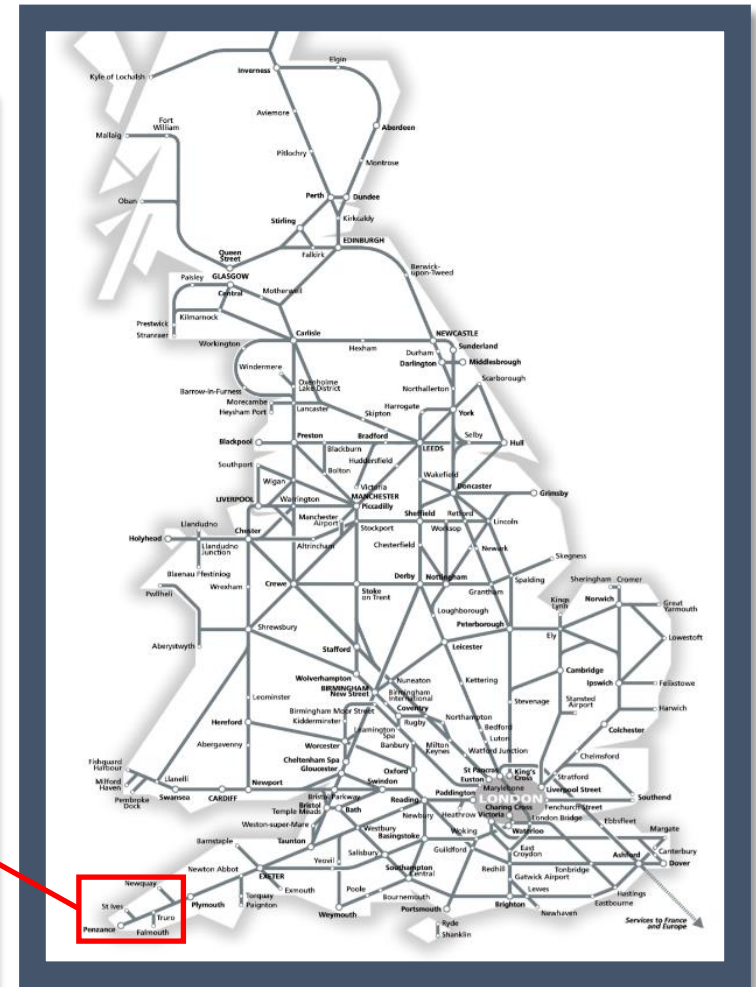 Elgin
Inverness
Kyle of Lochalsh
Aviemore
Fort
William
Aberdeen
Mallaig
Pitlochry
Montrose
Perth
Dundee
Oban
Kirkcaldy
Stirling
EDINBURGH
Queen
Street
Falkirk
GLASGOW
Central
Paisley
Motherwell
Berwick-
upon-Tweed
Kilmarnock
Prestwick
Stranraer
Carlisle
NEWCASTLE
Workington
Hexham
Sunderland
Durham
Darlington
Middlesbrough
Windermere
Oxenholme
Lake District
Northallerton
Scarborough
Barrow-in-Furness
Morecambe
Heysham Port
Lancaster
Harrogate
York
Skipton
Blackpool
Preston
Bradford
LEEDS
Selby
Hull
Blackburn
Huddersfield
Southport
Bolton
Wakefield
Wigan
Victoria
Doncaster
Grimsby
LIVERPOOL
Warrington
MANCHESTER
Piccadilly
Manchester
Airport
Stockport
Sheffield
Retford
Lincoln
Worksop
Llandudno
Holyhead
Chester
Llandudno
Junction
Altrincham
Chesterfield
Newark
Skegness
Blaenau Ffestiniog
Pwllheli
Wrexham
Crewe
Stoke
on Trent
Derby
Nottingham
Grantham
Spalding
Sheringham
Cromer
Kings
Lynn
Norwich
Great
Yarmouth
Loughborough
Peterborough
Shrewsbury
Aberystwyth
Stafford
Leicester
Ely
Lowestoft
Wolverhampton
BIRMINGHAM
New Street
Nuneaton
Kettering
Cambridge
Birmingham
International
Ipswich
Felixstowe
Leominster
Birmingham Moor Street
Coventry
Stevenage
Stansted
Airport
Harwich
Kidderminster
Rugby
Northampton
Hereford
Leamington
Spa
Bedford
Colchester
Abergavenny
Worcester
Banbury
Milton
Keynes
Luton
Watford Junction
Chelmsford
Cheltenham Spa
Gloucester
Fishguard
Harbour
Oxford
St Pancras
King's
Cross
Stratford
Milford
Haven
Llanelli
Swindon
Euston
Marylebone
Liverpool Street
Pembroke
Dock
Swansea
CARDIFF
Newport
Bristol Parkway
Reading
Paddington
LONDON
Southend
Bristol
Temple Meads
Bath
Newbury
Heathrow
Charing Cross
Fenchurch Street
Weston-super-Mare
Victoria
London Bridge
Ebbsfleet
Westbury
Basingstoke
Woking
Waterloo
Margate
Barnstaple
Taunton
Guildford
East
Croydon
Canterbury
Yeovil
Salisbury
Ashford
Dover
Newton Abbot
EXETER
Southampton
Central
Redhill
Tonbridge
Gatwick Airport
Newquay
Exmouth
Poole
Bournemouth
Lewes
Hastings
Plymouth
Torquay
Paignton
Weymouth
Portsmouth
Brighton
Eastbourne
St Ives
Truro
Newhaven
Penzance
Falmouth
Ryde
Shanklin
Services to France
and Europe